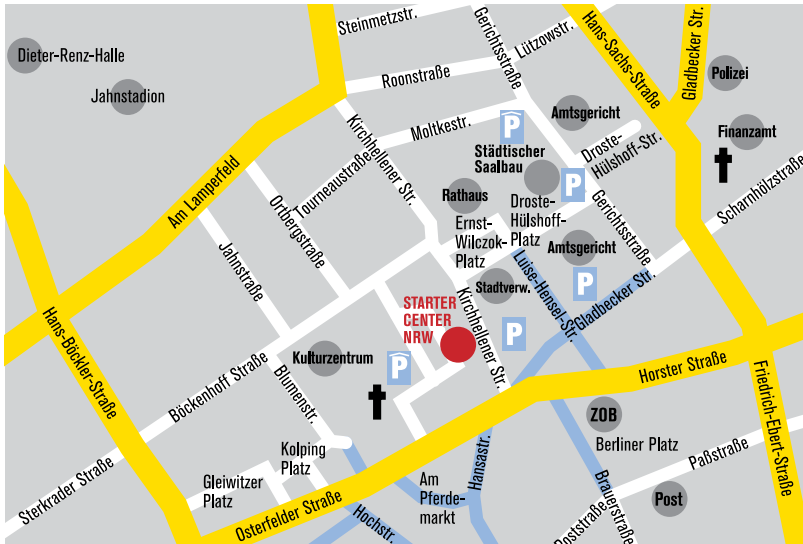 Steinmetzstr.
Gerichtsstraße
Lützowstr.
Hans-Sachs-Straße
Gladbecker Str.
Dieter-Renz-Halle
Jahnstadion
Roonstraße
Polizei
Kirchhellener Str.
Moltkestr.
P
Amtsgericht
Finanzamt
Städtischer
Saalbau
Droste-
Hülshoff-Str.
Am Lamperfeld
Ortbergstraße
Tourneaustraße
Rathaus
P
Scharnhölzstraße
Droste-
Hülshoff-
Platz
Gerichtsstraße
Ernst-
Wilczok-
Platz
Amtsgericht
Jahnstraße
Luise-Hensel-Str.
P
Stadtverw.
Gladbecker Str.
STARTER
CENTER
NRW
Kirchhellener Str.
P
Hans-Böckler-Straße
Kulturzentrum
P
Böckenhoff Straße
Blumenstr.
Horster Straße
Friedrich-Ebert-Straße
ZOB
Berliner Platz
Kolping
Platz
Hansastr.
Paßstraße
Gleiwitzer
Platz
Am
Pferde-
markt
Sterkrader Straße
Osterfelder Straße
Hochstr.
Brauerstraße
Poststraße
Post